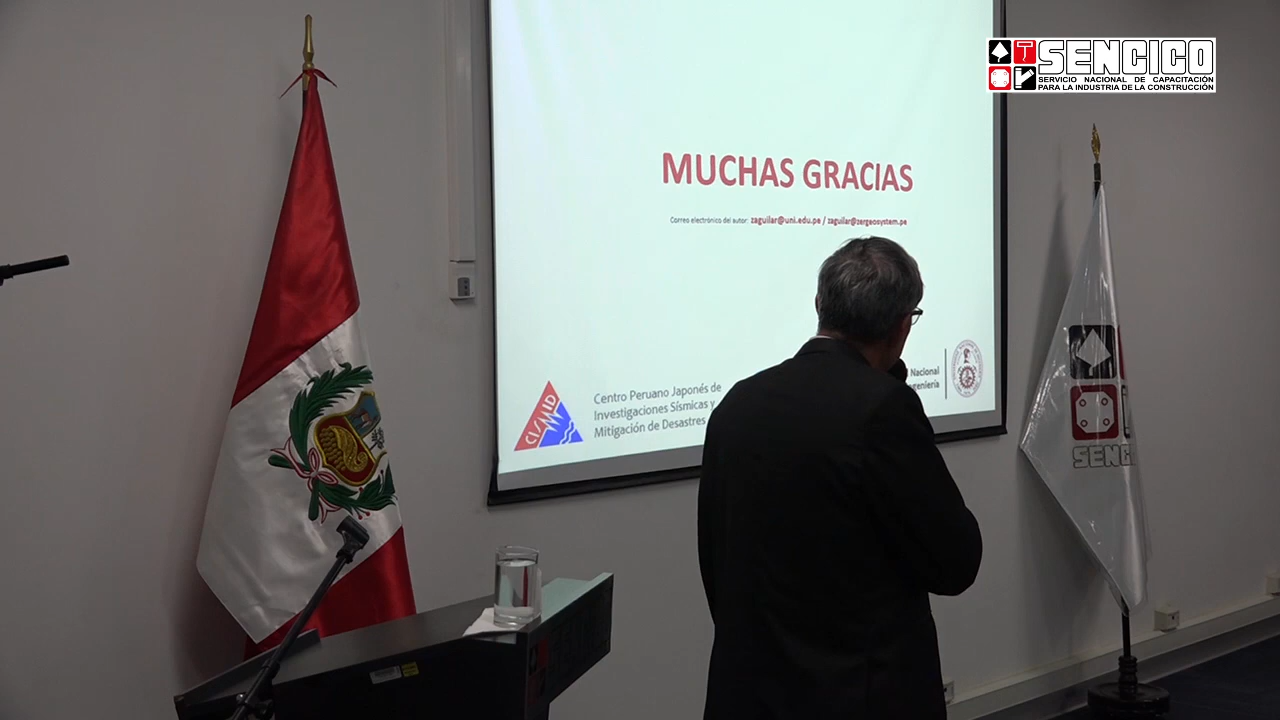 SENCICO
SERVICIO NACIONAL DE CAPACITACIÓN
PARA LA INDUSTRIA DE LA CONSTRUCCIÓN
MUCHAS GRACIAS
Correo electrónico del autor: zaguilar@uni.edu.pe / zaguilar@zergeosystem.pe
CISMID
Centro Peruano Japonés de
Investigaciones Sísmicas y
Mitigación de Desastres
Nacional
SENC